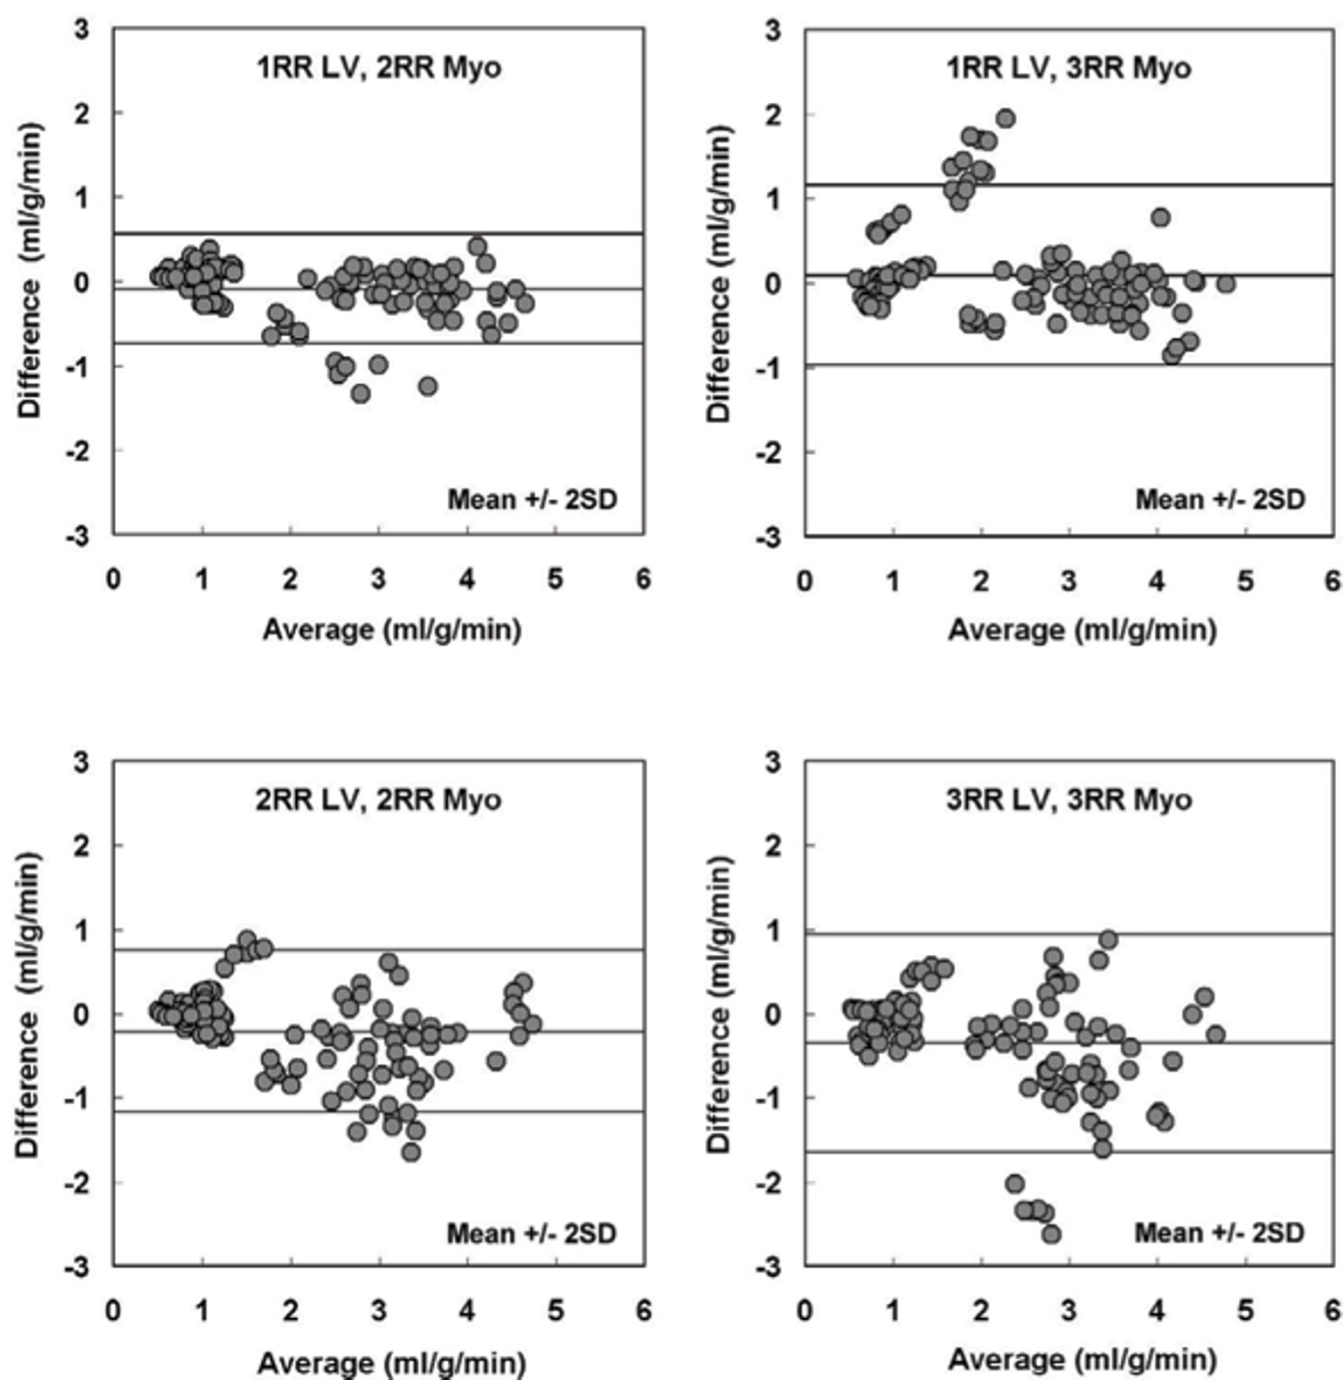 1RR LV, 2RR Myo
3
2
1
0
-1
-2
-3
Difference (ml/g/min)
Mean +/- 2SD
0 1 2 3 4 5 6
Average (ml/g/min)
1RR LV, 3RR Myo
3
2
1
0
-1
-2
-3
Difference (ml/g/min)
Mean +/- 2SD
0 1 2 3 4 5 6
Average (ml/g/min)
2RR LV, 2RR Myo
3
2
1
0
-1
-2
-3
Difference (ml/g/min)
Mean +/- 2SD
0 1 2 3 4 5 6
Average (ml/g/min)
3RR LV, 3RR Myo
3
2
1
0
-1
-2
-3
Difference (ml/g/min)
Mean +/- 2SD
0 1 2 3 4 5 6
Average (ml/g/min)